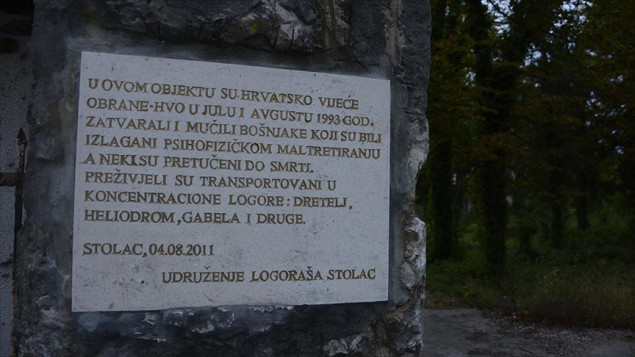 U OVOM OBJEKTU SU HRVATSKO VIJEĆE
OBRANE-HVO U JULU I AVGUSTU 1993 GOD.
ZATVARALI I MUČILI BOŠNJAKE KOJI SU BILI
IZLAGANI PSIHOFIZIČKOM MALTRETIRANJU
A NEKI SU PRETUČENI DO SMRTI.
PREŽIVJELI SU TRANSPORTOVANI U
KONCENTRACIONE LOGORE: DRETELJ,
HELIODROM, GABELA I DRUGE.
STOLAC, 04.08.2011
UDRUŽENJE LOGORAŠA STOLAC